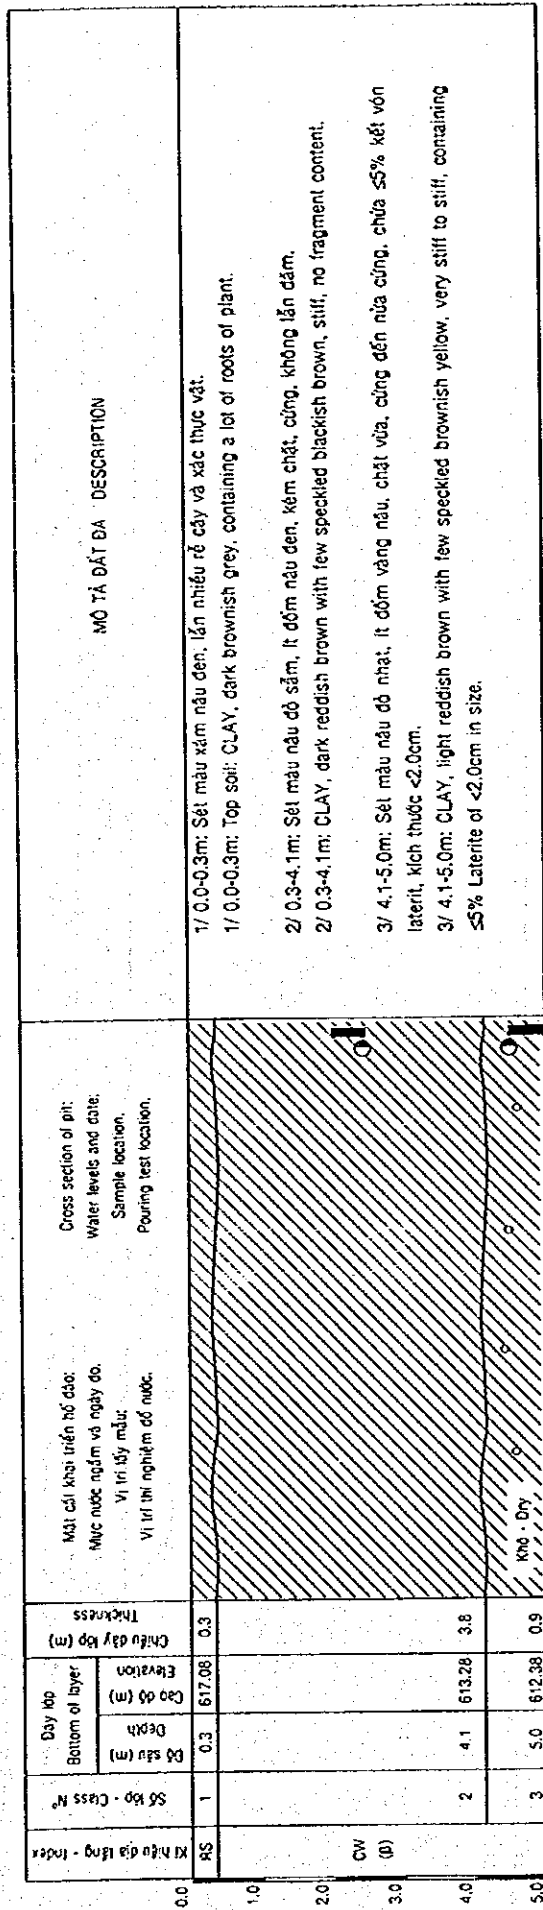 Kí hiệu địa tầng - Index
Số lớp - Class N°
Đáy lớp
Bottom of layer
Độ sâu (m)
Depth
Cao độ (m)
Elevation
Chiều dày lớp (m)
Thickness
Mặt cắt khai triển hố đào:
Mực nước ngầm và ngày đo.
Vị trí lấy mẫu:
Vị trí thí nghiệm đổ nước.
Cross section of pit:
Water levels and date:
Sample location.
Pouring test location.
MÔ TẢ ĐẤT ĐÁ DESCRIPTION
0.0
RS 1 0.3 617.08 0.3
1.0
2.0
CW
(β)
3.0
2 4.1 613.28 3.8
4.0
3 5.0 612.38 0.9
5.0
Khô - Dry
1/ 0.0-0.3m: Sét màu xám nâu đen, lẫn nhiều rễ cây và xác thực vật.
1/ 0.0-0.3m: Top soil: CLAY, dark brownish grey, containing a lot of roots of plant.
2/ 0.3-4.1m: Sét màu nâu đỏ sẫm, ít đốm nâu đen, kém chặt, cứng, không lẫn dăm.
2/ 0.3-4.1m: CLAY, dark reddish brown with few speckled blackish brown, stiff, no fragment content.
3/ 4.1-5.0m: Sét màu nâu đỏ nhạt, ít đốm vàng nâu, chặt vừa, cứng đến nửa cứng, chứa ≤5% kết vón
laterit, kích thước <2.0cm.
3/ 4.1-5.0m: CLAY, light reddish brown with few speckled brownish yellow, very stiff to stiff, containing
≤5% Laterite of <2.0cm in size.